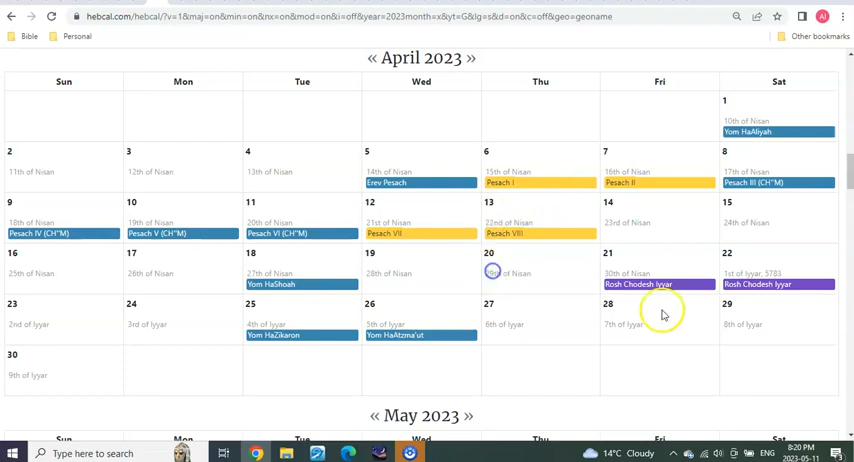 hebcal.com/hebcal/?v=1&maj=on&min=on&nx=on&mod=on&i=off&year=2023month=x&yt=G&lg=s&d=on&c=off&geo=geoname
AI
Bible
Personal
Other bookmarks
« April 2023 »
Sun Mon Tue Wed Thu Fri Sat
1
10th of Nisan
Yom HaAliyah
2 3 4 5 6 7 8
11th of Nisan 12th of Nisan 13th of Nisan 14th of Nisan 15th of Nisan 16th of Nisan 17th of Nisan
Erev Pesach Pesach I Pesach II Pesach III (CH"M)
9 10 11 12 13 14 15
18th of Nisan 19th of Nisan 20th of Nisan 21st of Nisan 22nd of Nisan 23rd of Nisan 24th of Nisan
Pesach IV (CH"M) Pesach V (CH"M) Pesach VI (CH"M) Pesach VII Pesach VIII
16 17 18 19 20 21 22
25th of Nisan 26th of Nisan 27th of Nisan 28th of Nisan 29th of Nisan 30th of Nisan 1st of Iyyar, 5783
Yom HaShoah Rosh Chodesh Iyyar Rosh Chodesh Iyyar
23 24 25 26 27 28 29
2nd of Iyyar 3rd of Iyyar 4th of Iyyar 5th of Iyyar 6th of Iyyar 7th of Iyyar 8th of Iyyar
Yom HaZikaron Yom HaAtzma'ut
30
9th of Iyyar
« May 2023 »
Sun Mon Tue Wed Thu Fri Sat
Type here to search
14°C Cloudy
ENG
8:20 PM
2023-05-11
3